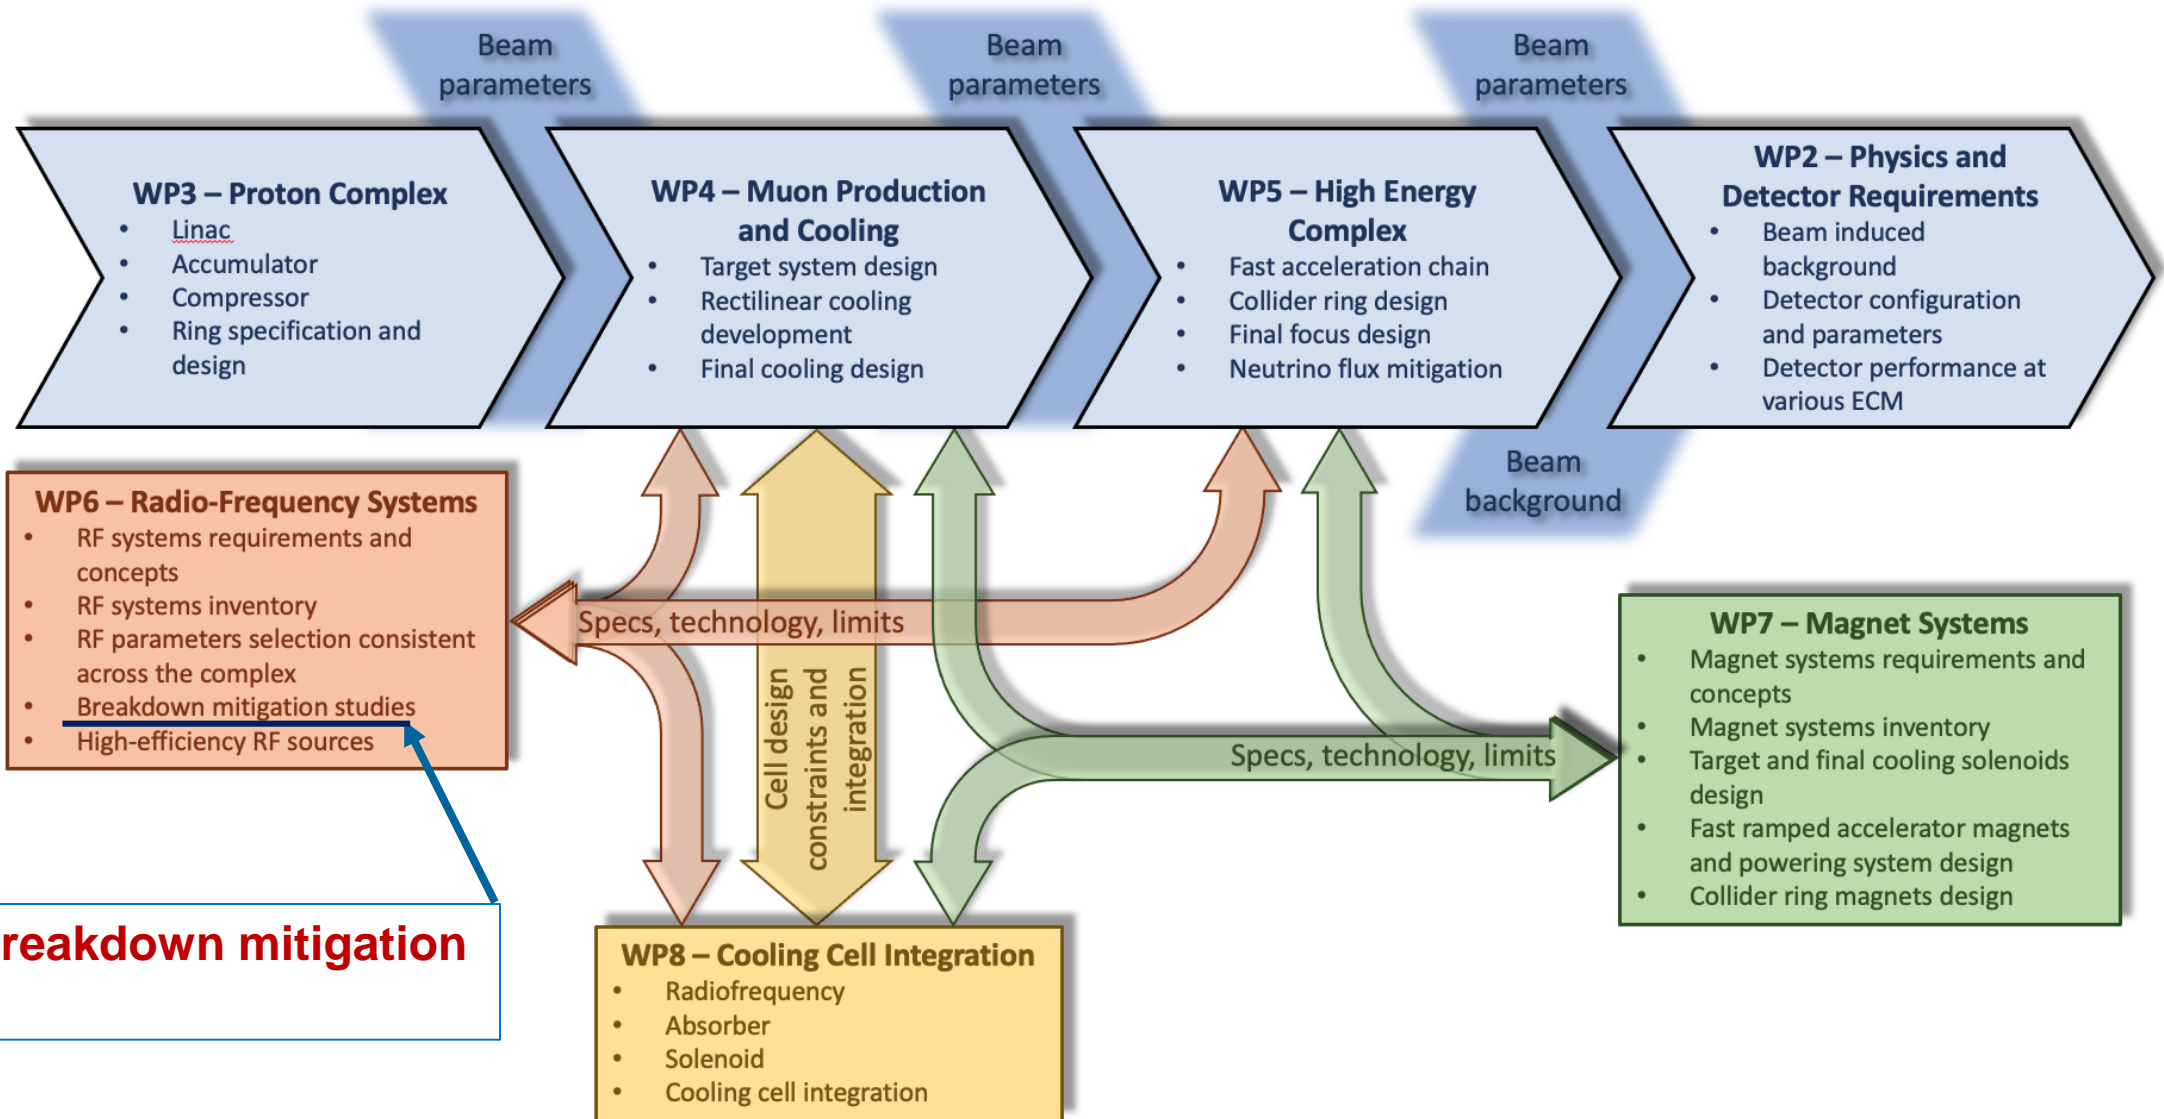 Beam
parameters
Beam
parameters
Beam
parameters
WP3 – Proton Complex
• Linac
• Accumulator
• Compressor
• Ring specification and
design
WP4 – Muon Production
and Cooling
• Target system design
• Rectilinear cooling
development
• Final cooling design
WP5 – High Energy
Complex
• Fast acceleration chain
• Collider ring design
• Final focus design
• Neutrino flux mitigation
WP2 – Physics and
Detector Requirements
• Beam induced
background
• Detector configuration
and parameters
• Detector performance at
various ECM
Beam
background
WP6 – Radio-Frequency Systems
• RF systems requirements and
concepts
• RF systems inventory
• RF parameters selection consistent
across the complex
• Breakdown mitigation studies
• High-efficiency RF sources
Specs, technology, limits
Cell design
constraints and
integration
Specs, technology, limits
WP7 – Magnet Systems
• Magnet systems requirements and
concepts
• Magnet systems inventory
• Target and final cooling solenoids
design
• Fast ramped accelerator magnets
and powering system design
• Collider ring magnets design
reakdown mitigation
WP8 – Cooling Cell Integration
• Radiofrequency
• Absorber
• Solenoid
• Cooling cell integration